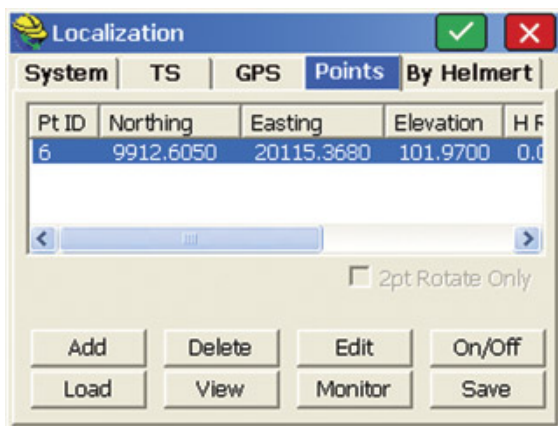 Localization
System TS GPS Points By Helmert
Pt ID Northing Easting Elevation H
6 9912.6050 20115.3680 101.9700
2pt Rotate Only
Add Delete Edit On/Off
Load View Monitor Save